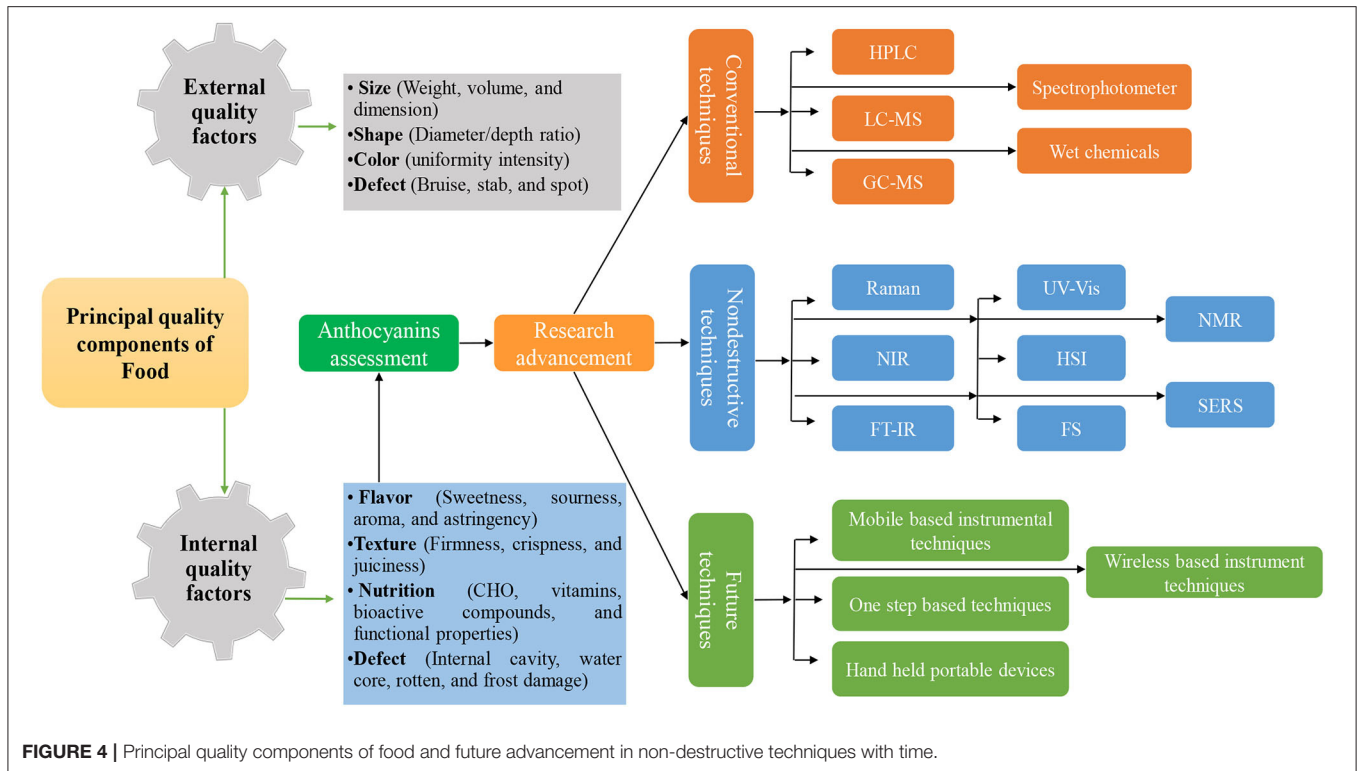 External
quality
factors
• Size (Weight, volume, and
dimension)
•Shape (Diameter/depth ratio)
•Color (uniformity intensity)
•Defect (Bruise, stab, and spot)
Principal quality
components of
Food
Internal
quality
factors
• Flavor (Sweetness, sourness,
aroma, and astringency)
•Texture (Firmness, crispness, and
juiciness)
• Nutrition (CHO, vitamins,
bioactive compounds, and
functional properties)
•Defect (Internal cavity, water
core, rotten, and frost damage)
Anthocyanins
assessment
Research
advancement
Conventional
techniques
HPLC
LC-MS
GC-MS
Spectrophotometer
Wet chemicals
Nondestructive
techniques
Raman
NIR
FT-IR
UV-Vis
HSI
FS
NMR
SERS
Future
techniques
Mobile based instrumental
techniques
One step based techniques
Hand held portable devices
Wireless based instrument
techniques
FIGURE 4 | Principal quality components of food and future advancement in non-destructive techniques with time.